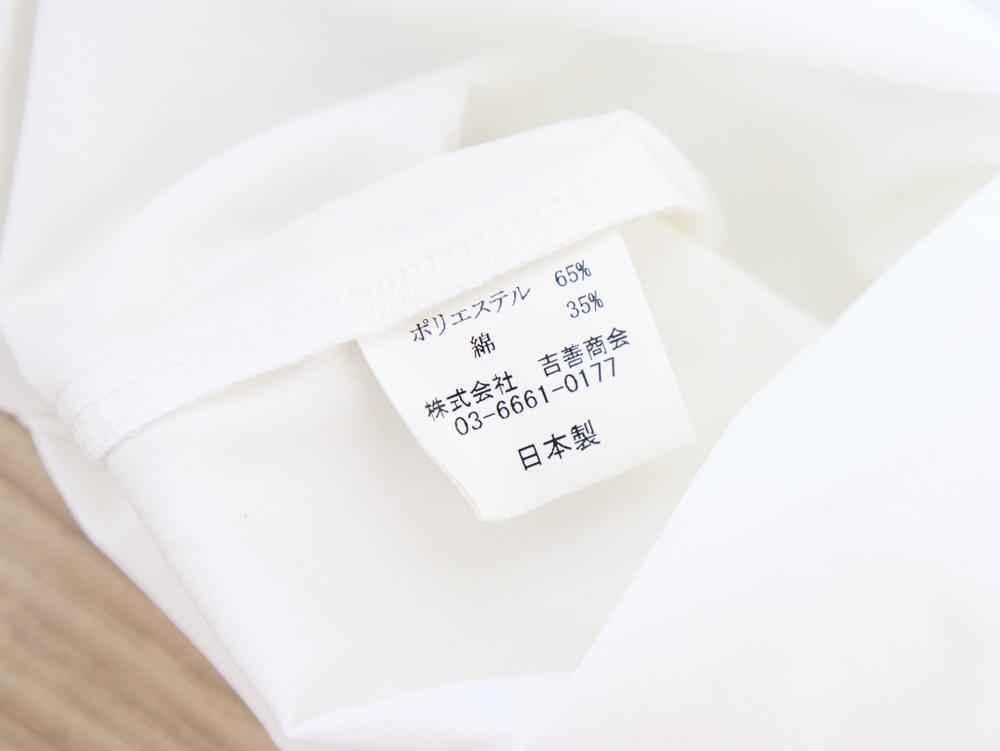 ポリエステル 65%
綿 35%
株式会社 吉善商会
03-6661-0177
日本製